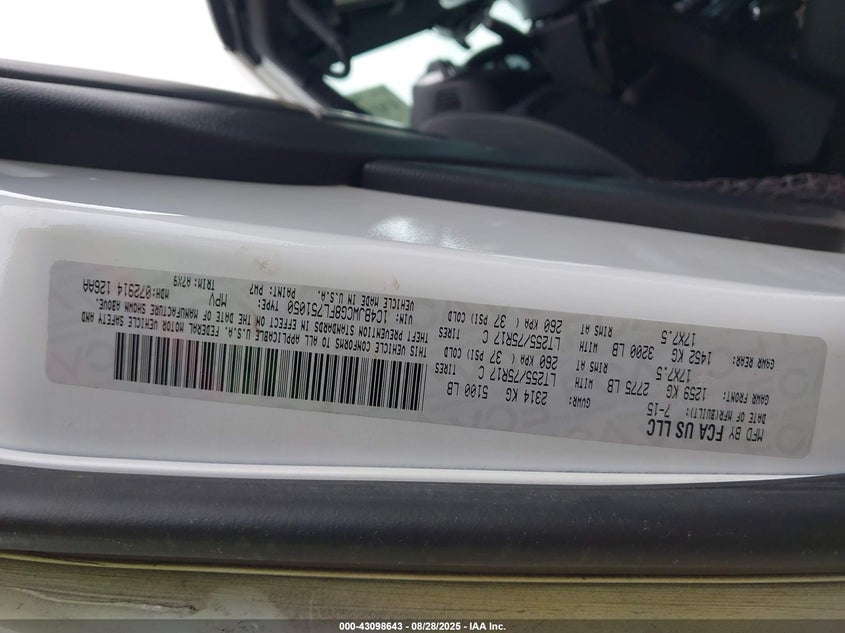 MFD BY FCA US LLC
DATE OF MFR(BUILT): 7-15 GVWR: 2314 KG 5100 LB
GAWR FRONT: 1259 KG 2775 LB WITH TIRES LT255/75R17 C
17X7.5 RIMS AT 260 KPA ( 37 PSI) COLD
GAWR REAR: 1452 KG 3200 LB WITH TIRES LT255/75R17 C
17X7.5 RIMS AT 260 KPA ( 37 PSI) COLD
THIS VEHICLE CONFORMS TO ALL APPLICABLE U.S.A. FEDERAL MOTOR VEHICLE SAFETY AND
THEFT PREVENTION STANDARDS IN EFFECT ON THE DATE OF MANUFACTURE SHOWN ABOVE.
VIN: 1C4BJWCG8FL751050 TYPE: MPV MDH:072914 126AA
PAINT: PW7 TRIM: A7X9
VEHICLE MADE IN U.S.A.
000-43098643 / 08/28/2025 - IAA Inc.